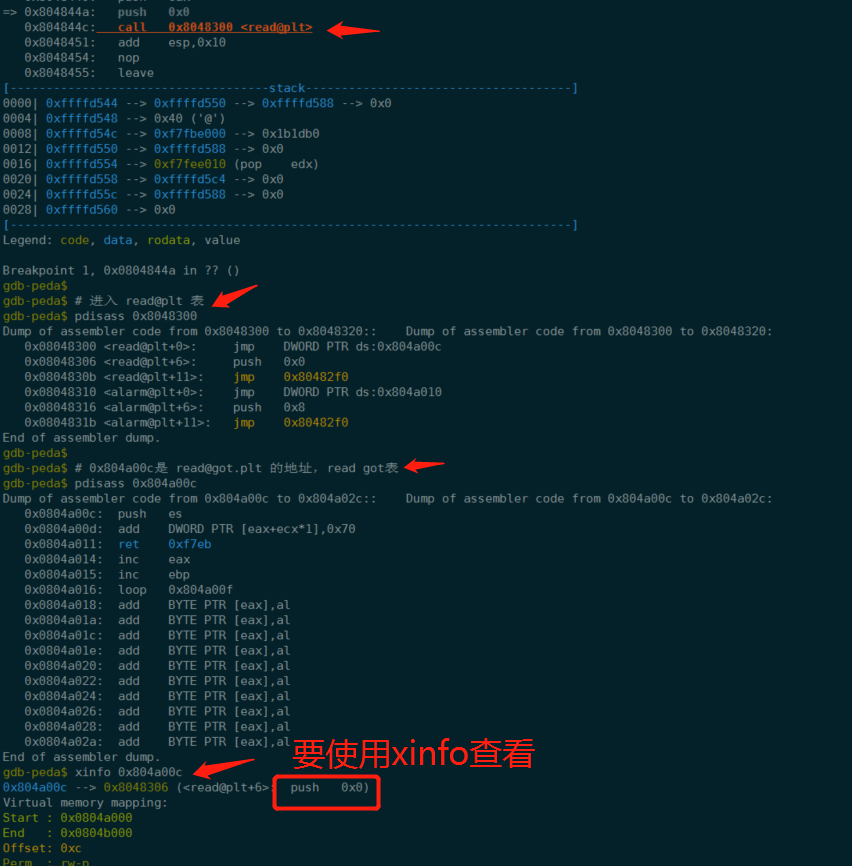 => 0x804844a: push 0x0
0x804844c: call 0x8048300 <read@plt>
0x8048451: add esp,0x10
0x8048454: nop
0x8048455: leave
[------------------------------------stack-------------------------------------]
0000| 0xffffd544 --> 0xffffd550 --> 0xffffd588 --> 0x0
0004| 0xffffd548 --> 0x40 ('@')
0008| 0xffffd54c --> 0xf7fbe000 --> 0x1b1db0
0012| 0xffffd550 --> 0xffffd588 --> 0x0
0016| 0xffffd554 --> 0xf7fee010 (pop edx)
0020| 0xffffd558 --> 0xffffd5c4 --> 0x0
0024| 0xffffd55c --> 0xffffd588 --> 0x0
0028| 0xffffd560 --> 0x0
[------------------------------------------------------------------------------]
Legend: code, data, rodata, value
Breakpoint 1, 0x0804844a in ?? ()
gdb-peda$
gdb-peda$ # 进入 read@plt 表
gdb-peda$ pdisass 0x8048300
Dump of assembler code from 0x8048300 to 0x8048320:: Dump of assembler code from 0x8048300 to 0x8048320:
0x08048300 <read@plt+0>: jmp DWORD PTR ds:0x804a00c
0x08048306 <read@plt+6>: push 0x0
0x0804830b <read@plt+11>: jmp 0x80482f0
0x08048310 <alarm@plt+0>: jmp DWORD PTR ds:0x804a010
0x08048316 <alarm@plt+6>: push 0x8
0x0804831b <alarm@plt+11>: jmp 0x80482f0
End of assembler dump.
gdb-peda$
gdb-peda$ # 0x804a00c是 read@got.plt 的地址，read got表
gdb-peda$ pdisass 0x804a00c
Dump of assembler code from 0x804a00c to 0x804a02c:: Dump of assembler code from 0x804a00c to 0x804a02c:
0x0804a00c: push es
0x0804a00d: add DWORD PTR [eax+ecx*1],0x70
0x0804a011: ret 0xf7eb
0x0804a014: inc eax
0x0804a015: inc ebp
0x0804a016: loop 0x804a00f
0x0804a018: add BYTE PTR [eax],al
0x0804a01a: add BYTE PTR [eax],al
0x0804a01c: add BYTE PTR [eax],al
0x0804a01e: add BYTE PTR [eax],al
0x0804a020: add BYTE PTR [eax],al
0x0804a022: add BYTE PTR [eax],al
0x0804a024: add BYTE PTR [eax],al
0x0804a026: add BYTE PTR [eax],al
0x0804a028: add BYTE PTR [eax],al
0x0804a02a: add BYTE PTR [eax],al
End of assembler dump.
要使用xinfo查看
gdb-peda$ xinfo 0x804a00c
0x804a00c --> 0x8048306 (<read@plt+6>: push 0x0)
Virtual memory mapping:
Start : 0x0804a000
End : 0x0804b000
Offset: 0xc
Perm : rw-p